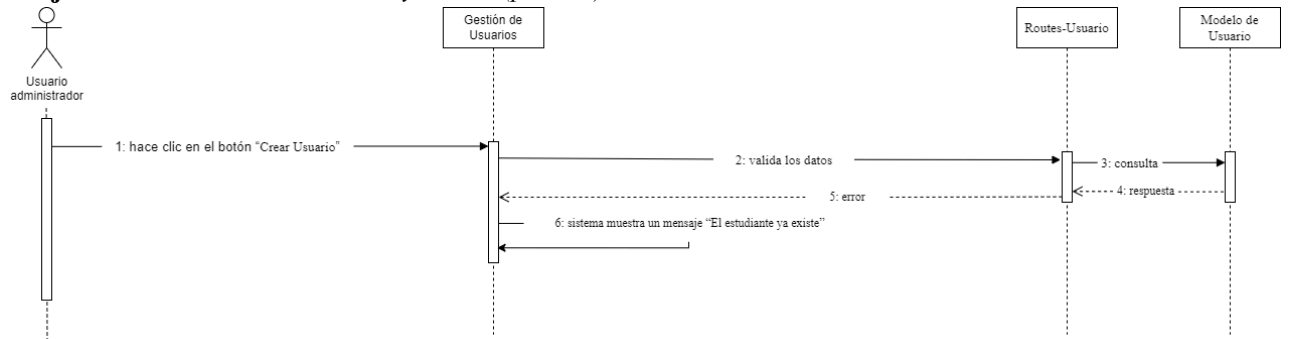 Gestión de
Usuarios
Routes-Usuario
Modelo de
Usuario
Usuario
administrador
1: hace clic en el botón “Crear Usuario”
2: valida los datos
3: consulta
4: respuesta
5: error
6: sistema muestra un mensaje “El estudiante ya existe”